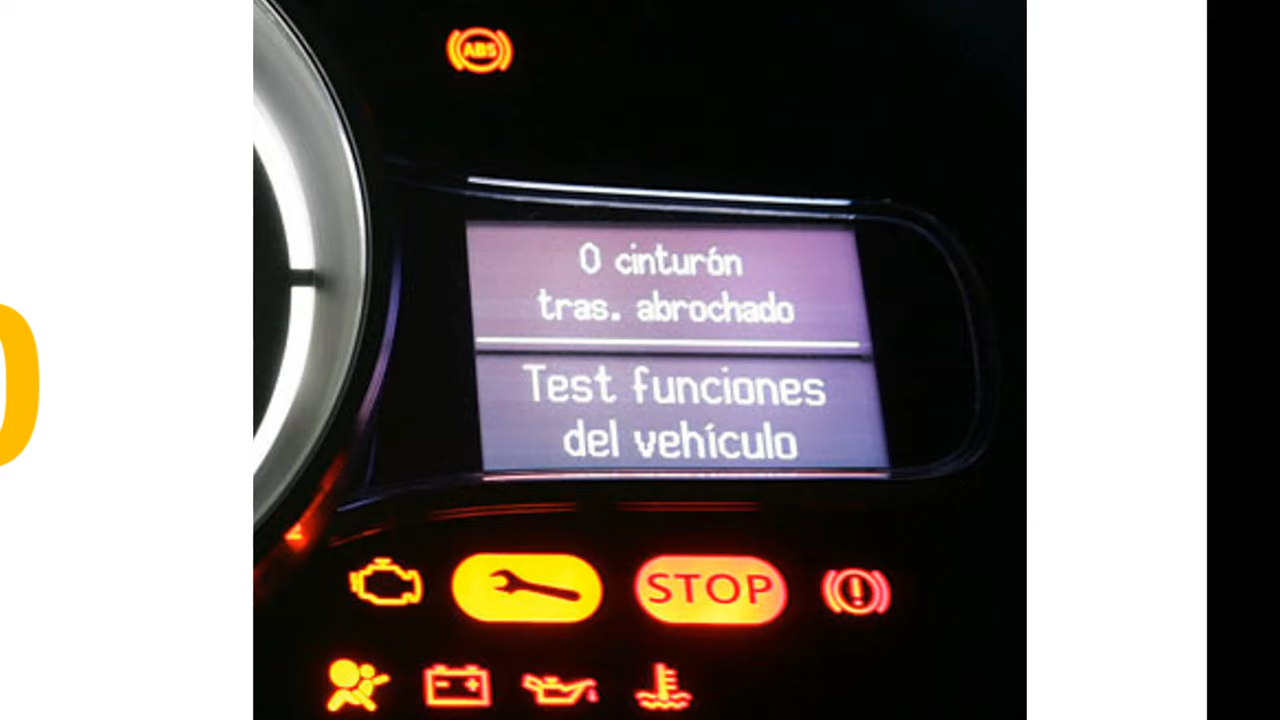 ABS
0 cinturón
tras. abrochado
Test funciones
del vehículo
STOP